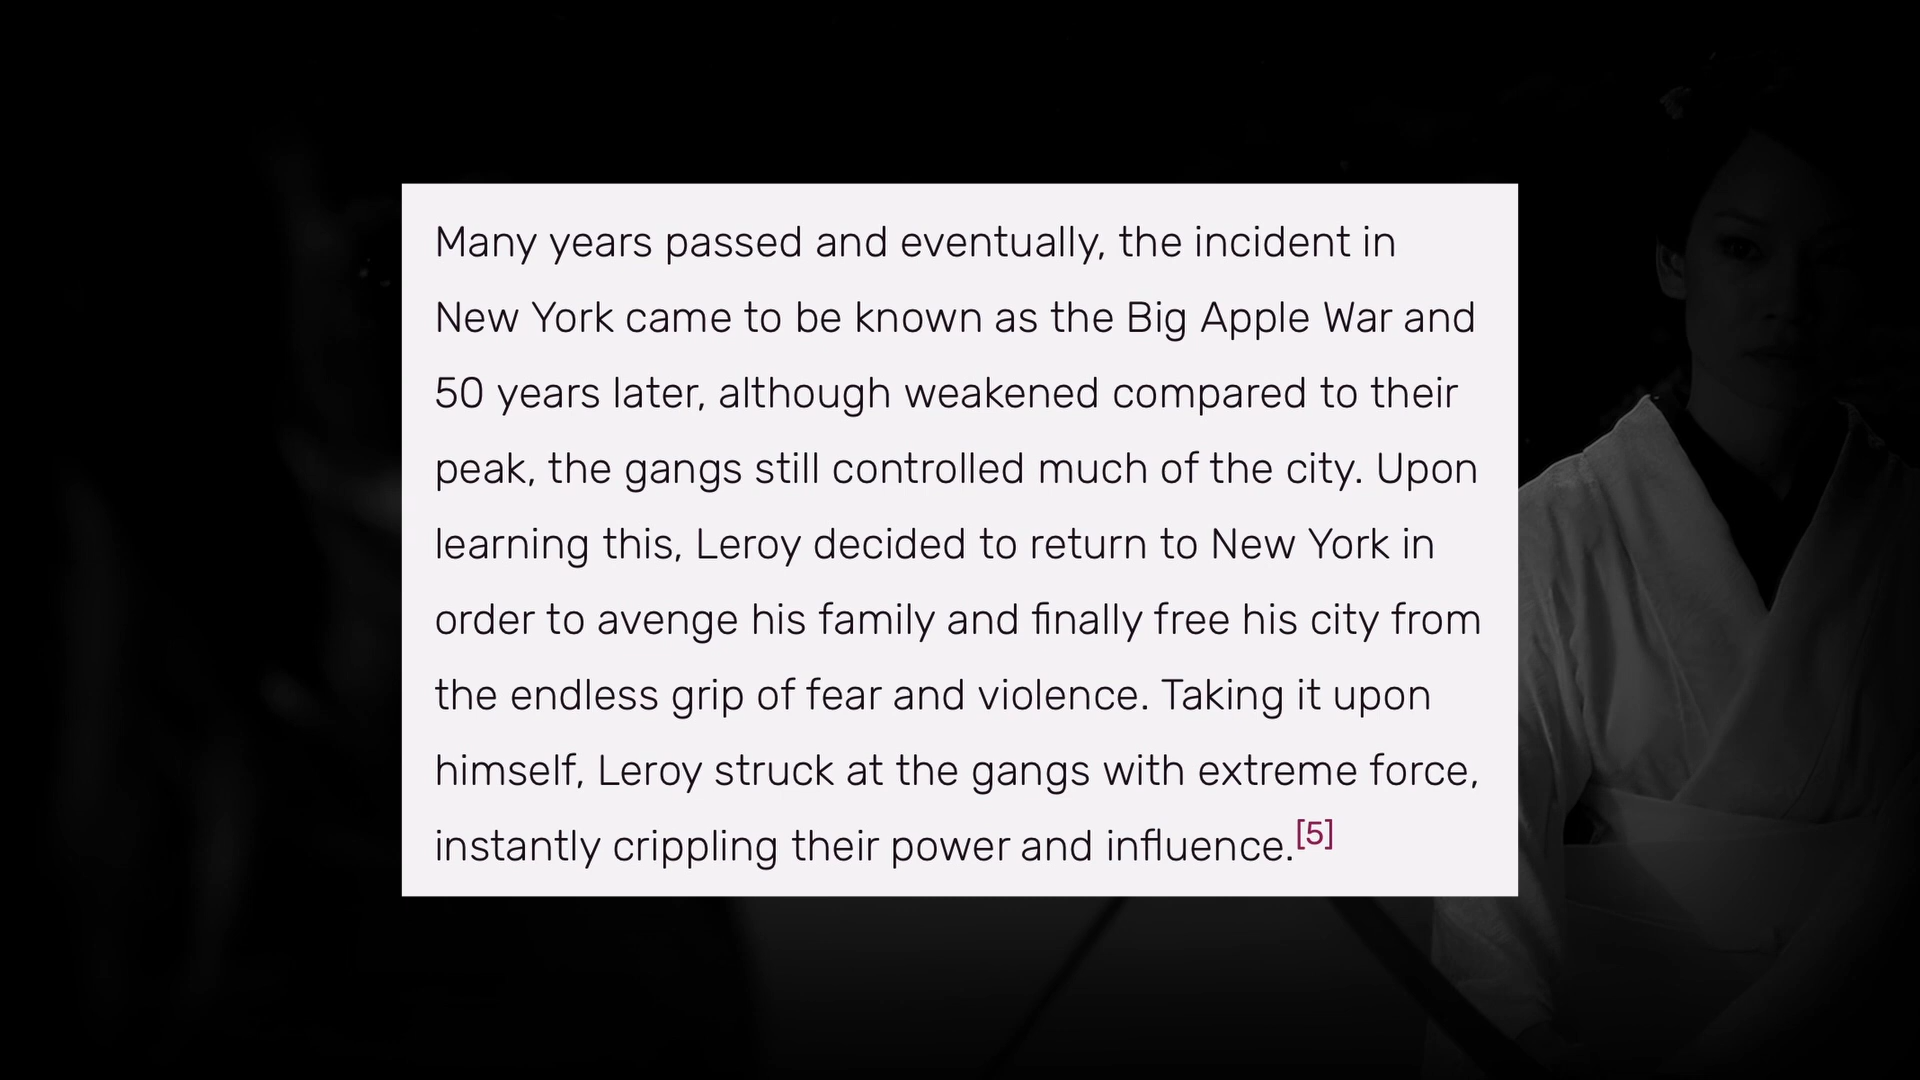 Many years passed and eventually, the incident in
New York came to be known as the Big Apple War and
50 years later, although weakened compared to their
peak, the gangs still controlled much of the city. Upon
learning this, Leroy decided to return to New York in
order to avenge his family and finally free his city from
the endless grip of fear and violence. Taking it upon
himself, Leroy struck at the gangs with extreme force,
instantly crippling their power and influence.[5]